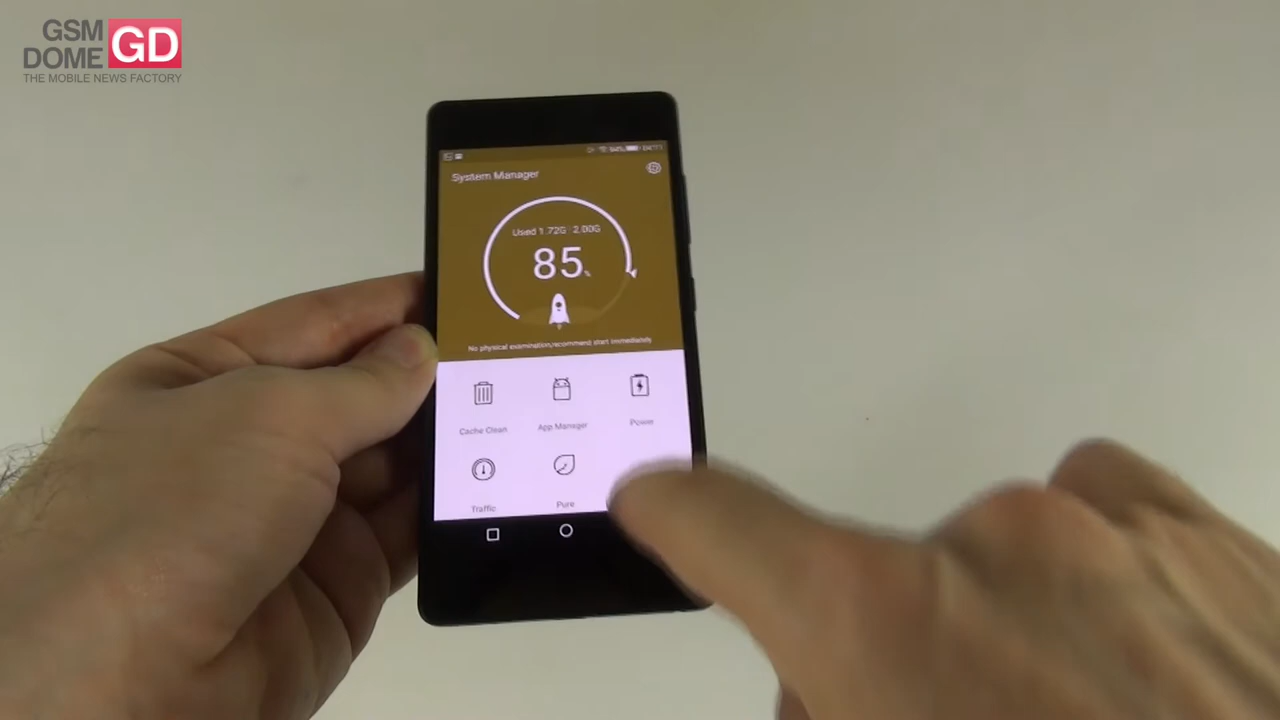 GSM
DOME GD
THE MOBILE NEWS FACTORY
System Manager
Used 1.72G 2.00G
85%
No physical examination,recommend start immediately
Cache Clean
App Manager
Power
Traffic
Pure